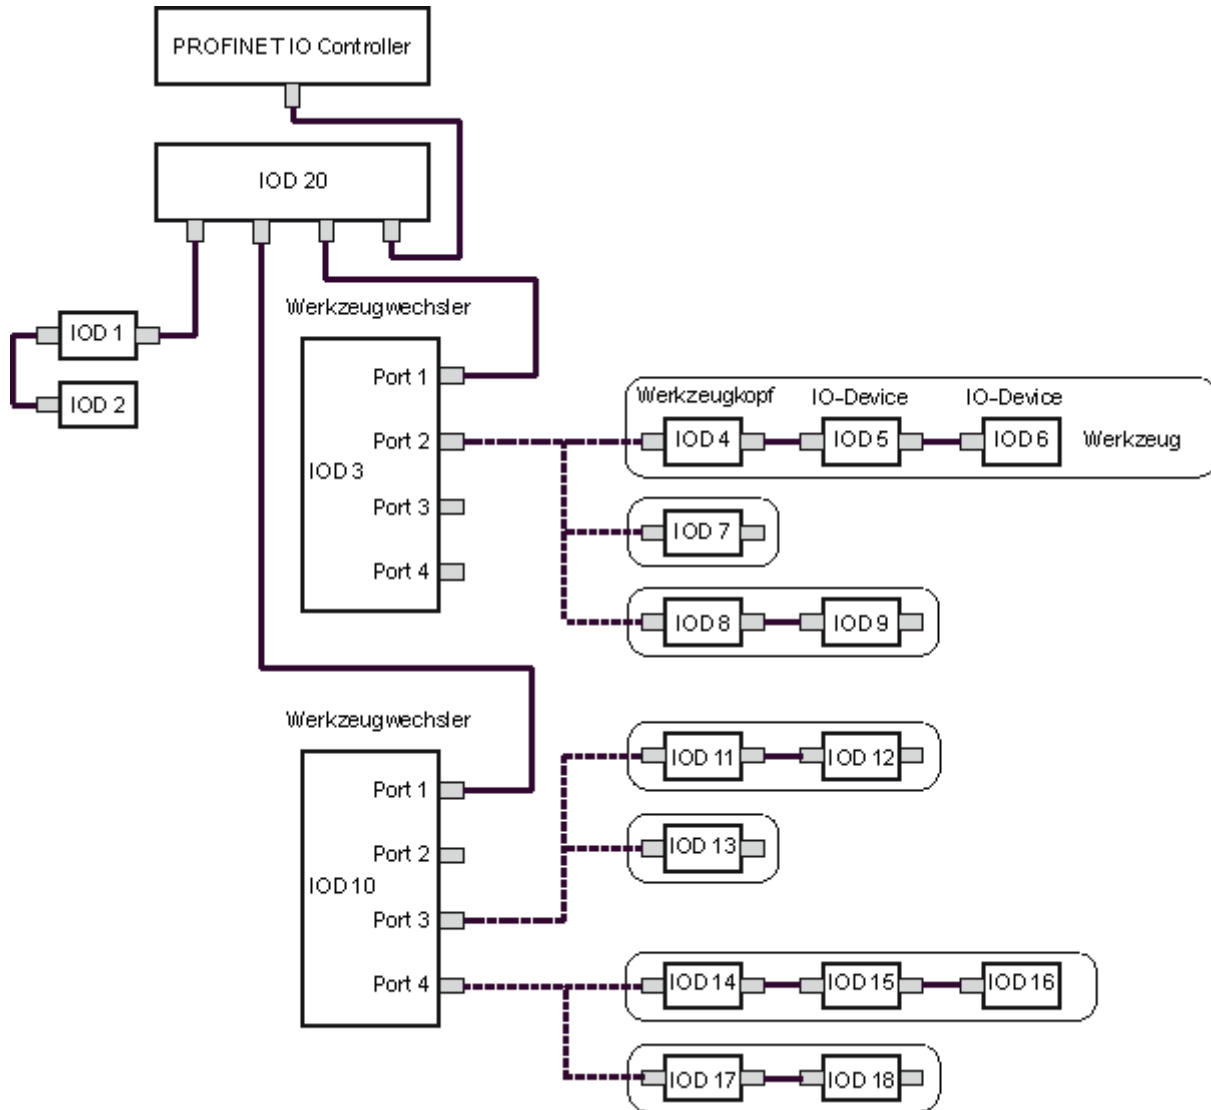 PROFINET IO Controller
IOD 20
Werkzeugwechsler
IOD 1
IOD 2
Port 1
Port 2
IOD 3
Port 3
Port 4
Werkzeugkopf IO-Device IO-Device
IOD 4 IOD 5 IOD 6 Werkzeug
IOD 7
IOD 8 IOD 9
Werkzeugwechsler
Port 1
Port 2
IOD 10
Port 3
Port 4
IOD 11 IOD 12
IOD 13
IOD 14 IOD 15 IOD 16
IOD 17 IOD 18